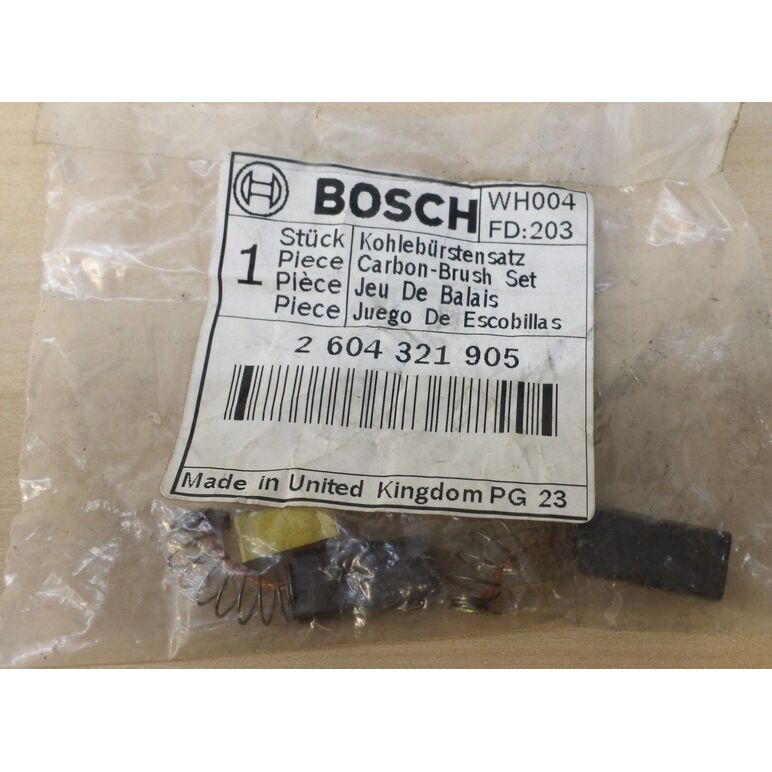 BOSCH
WH004
FD:203
1
Stück
Piece
Pièce
Piece
Kohlebürstensatz
Carbon-Brush Set
Jeu De Balais
Juego De Escobillas
2 604 321 905
Made in United Kingdom PG 23